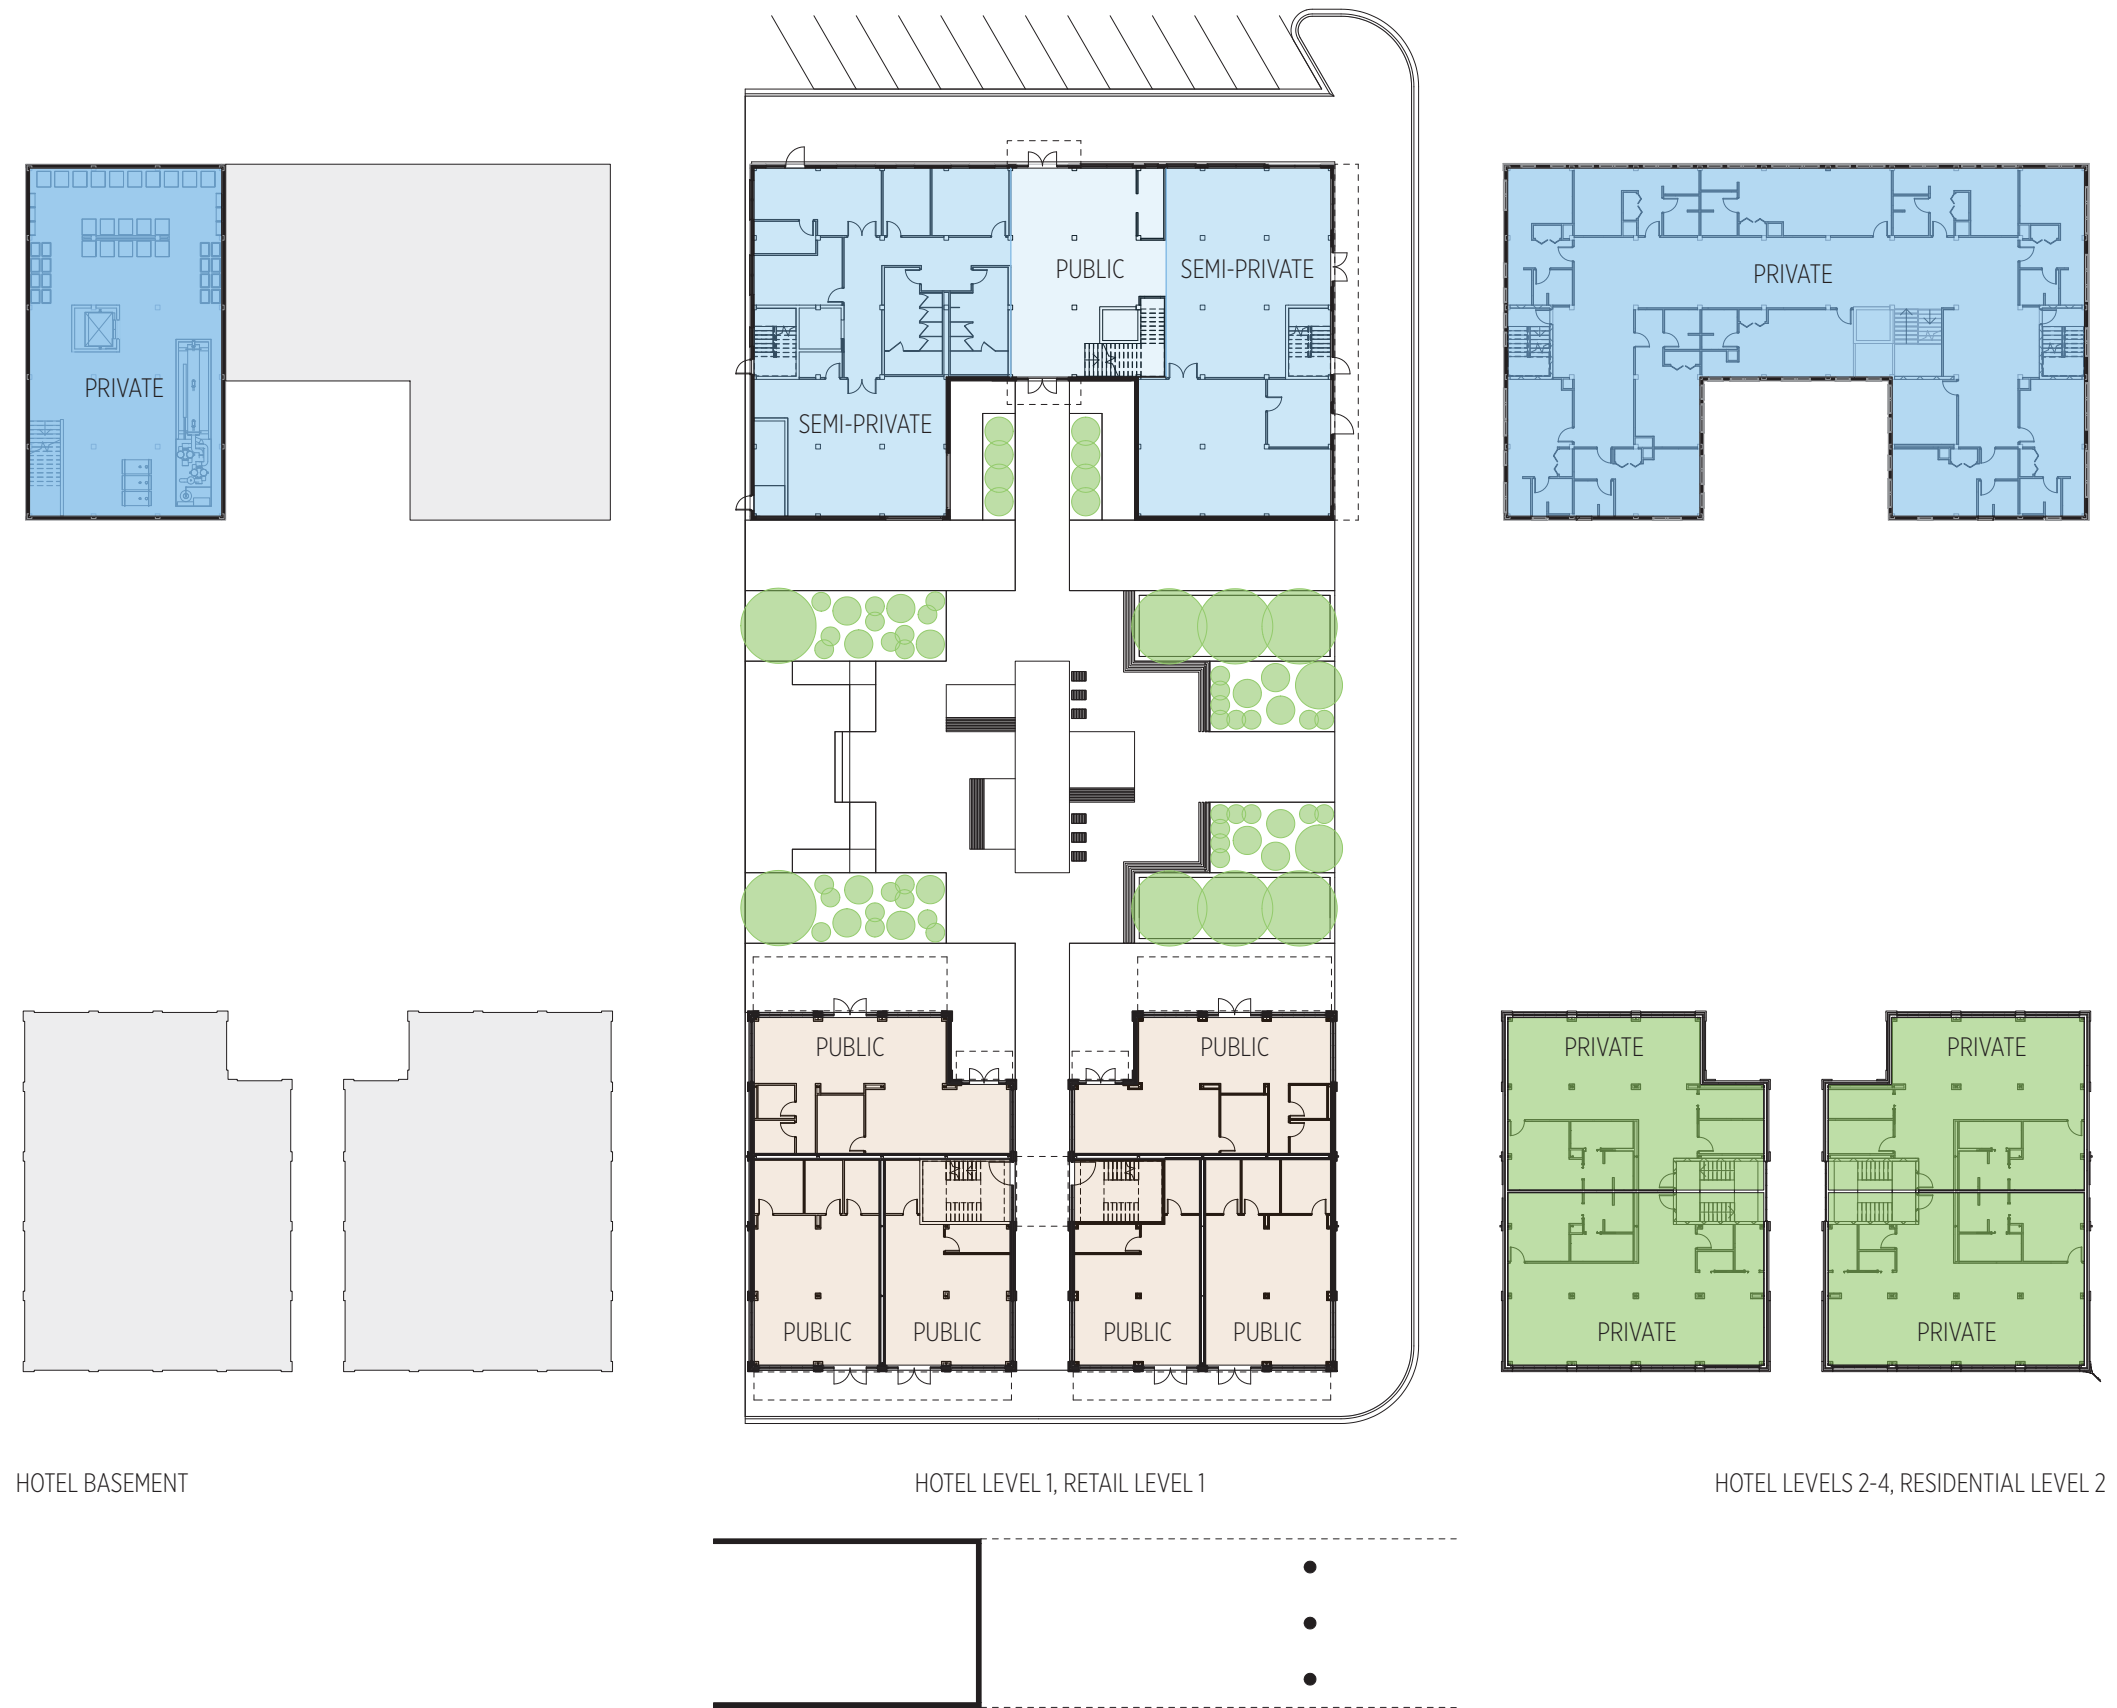 PUBLIC
SEMI-PRIVATE
PRIVATE
PRIVATE
SEMI-PRIVATE
PUBLIC
PUBLIC
PRIVATE
PRIVATE
PUBLIC
PUBLIC
PUBLIC
PUBLIC
PRIVATE
PRIVATE
HOTEL BASEMENT
HOTEL LEVEL 1, RETAIL LEVEL 1
HOTEL LEVELS 2-4, RESIDENTIAL LEVEL 2